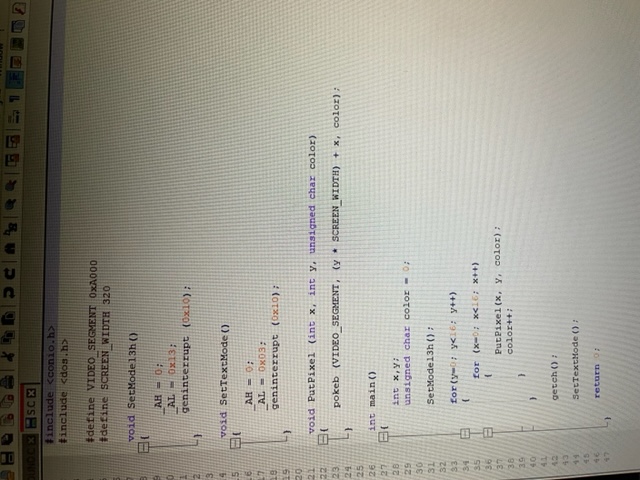 S.C
#include <conio.h>
#include <dos.h>
#define VIDEO_SEGMENT 0xA000
#define SCREEN_WIDTH 320
void SetMode13h()
{
_AH = 0;
_AL = 0x13;
geninterrupt (0x10);
}
void SetTextMode()
{
_AH = 0;
_AL = 0x03;
geninterrupt (0x10);
}
void PutPixel (int x, int y, unsigned char color)
{
pokeb (VIDEO_SEGMENT, (y * SCREEN_WIDTH) + x, color);
}
int main()
{
int x,y;
unsigned char color = 0;
SetMode13h();
for(y=0; y<16; y++)
{
for (x=0; x<16; x++)
{
PutPixel(x, y, color);
color++;
}
}
getch();
SetTextMode();
return 0;
}